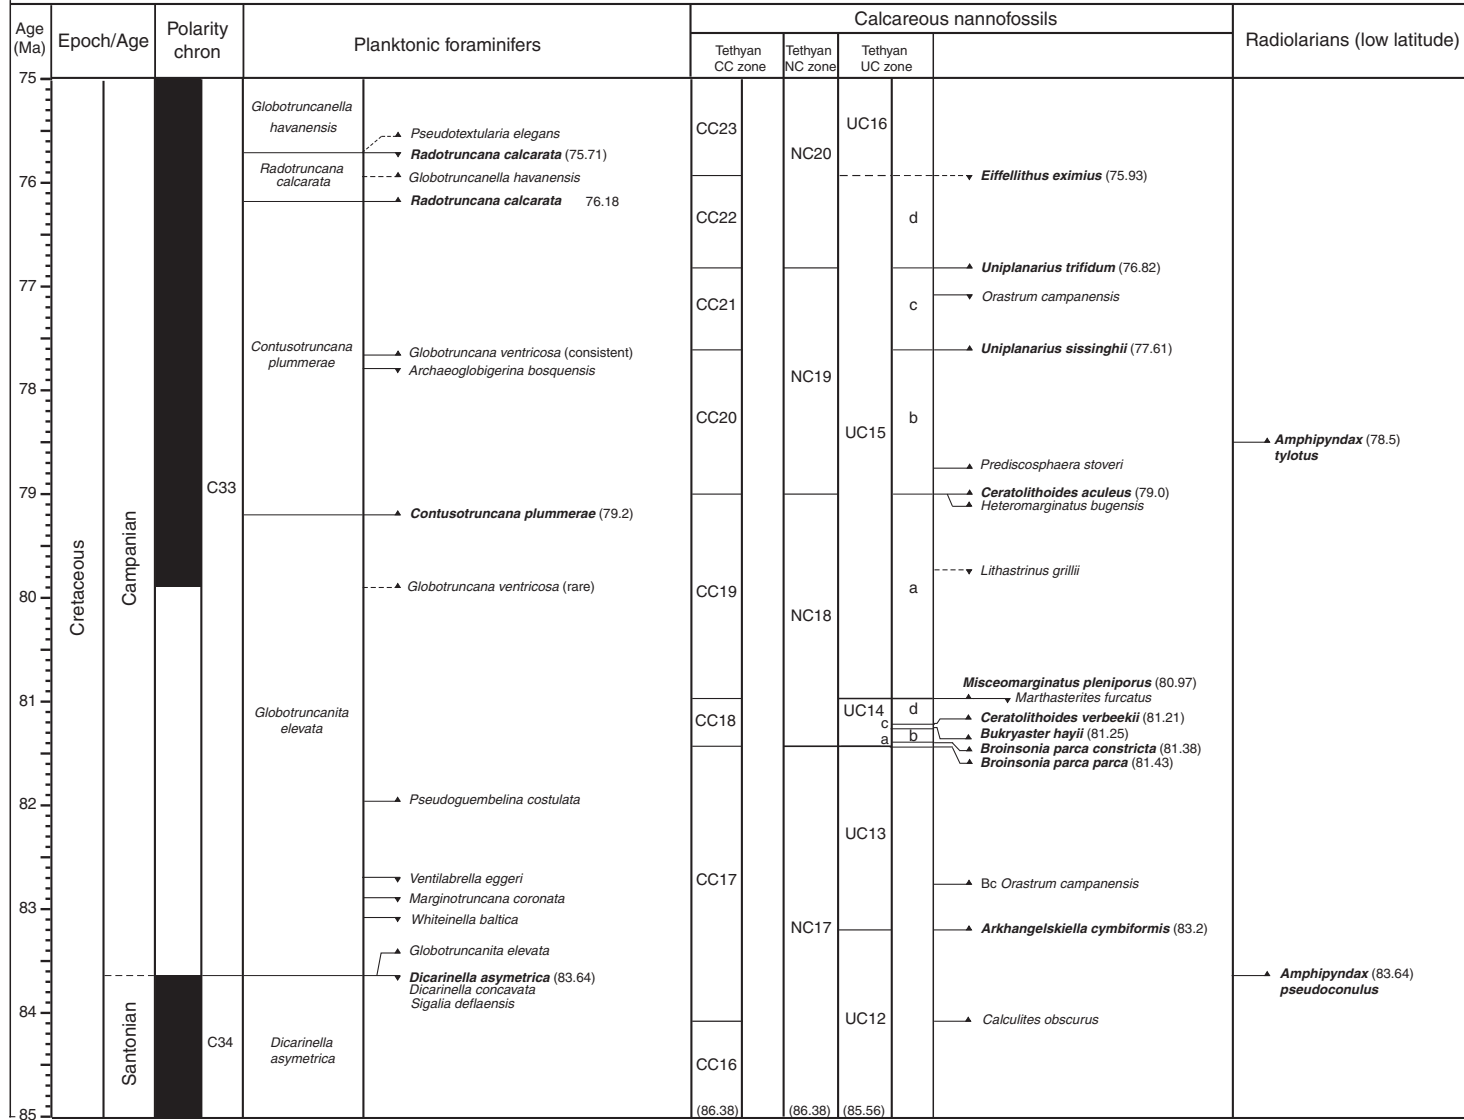 Age
(Ma)
Epoch/Age
Polarity
chron
Planktonic foraminifers
Calcareous nannofossils
Tethyan
CC zone
Tethyan
NC zone
Tethyan
UC zone
Radiolarians (low latitude)
75
76
77
78
79
80
81
82
83
84
85
Cretaceous
Campanian
Santonian
C33
C34
Globotruncanella
havanensis
Radotruncana
calcarata
Contusotruncana
plummerae
Globotruncanita
elevata
Dicarinella
asymetrica
Pseudotextularia elegans
Radotruncana calcarata (75.71)
Globotruncanella havanensis
Radotruncana calcarata 76.18
Globotruncana ventricosa (consistent)
Archaeoglobigerina bosquensis
Contusotruncana plummerae (79.2)
Globotruncana ventricosa (rare)
Pseudoguembelina costulata
Ventilabrella eggeri
Marginotruncana coronata
Whiteinella baltica
Globotruncanita elevata
Dicarinella asymetrica (83.64)
Dicarinella concavata
Sigalia deflaensis
CC23
CC22
CC21
CC20
CC19
CC18
CC17
CC16
(86.38)
NC20
NC19
NC18
NC17
(86.38)
UC16
UC15
UC14
UC13
UC12
(85.56)
d
c
b
a
d
c
b
a
Eiffellithus eximius (75.93)
Uniplanarius trifidum (76.82)
Orastrum campanensis
Uniplanarius sissinghii (77.61)
Prediscosphaera stoveri
Ceratolithoides aculeus (79.0)
Heteromarginatus bugensis
Lithastrinus grillii
Misceomarginatus pleniporus (80.97)
Marthasterites furcatus
Ceratolithoides verbeekii (81.21)
Bukryaster hayii (81.25)
Broinsonia parca constricta (81.38)
Broinsonia parca parca (81.43)
Bc Orastrum campanensis
Arkhangelskiella cymbiformis (83.2)
Calculites obscurus
Amphipyndax (78.5)
tylotus
Amphipyndax (83.64)
pseudoconulus